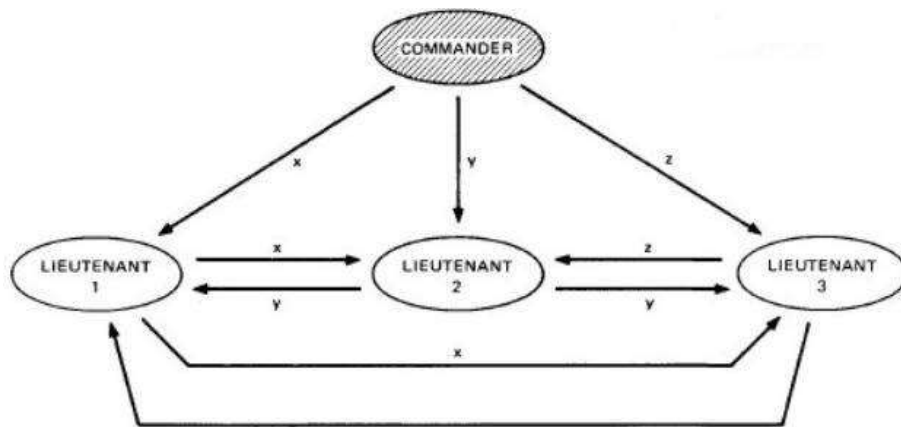 COMMANDER
x
y
z
LIEUTENANT
1
x
y
LIEUTENANT
2
z
y
LIEUTENANT
3
x